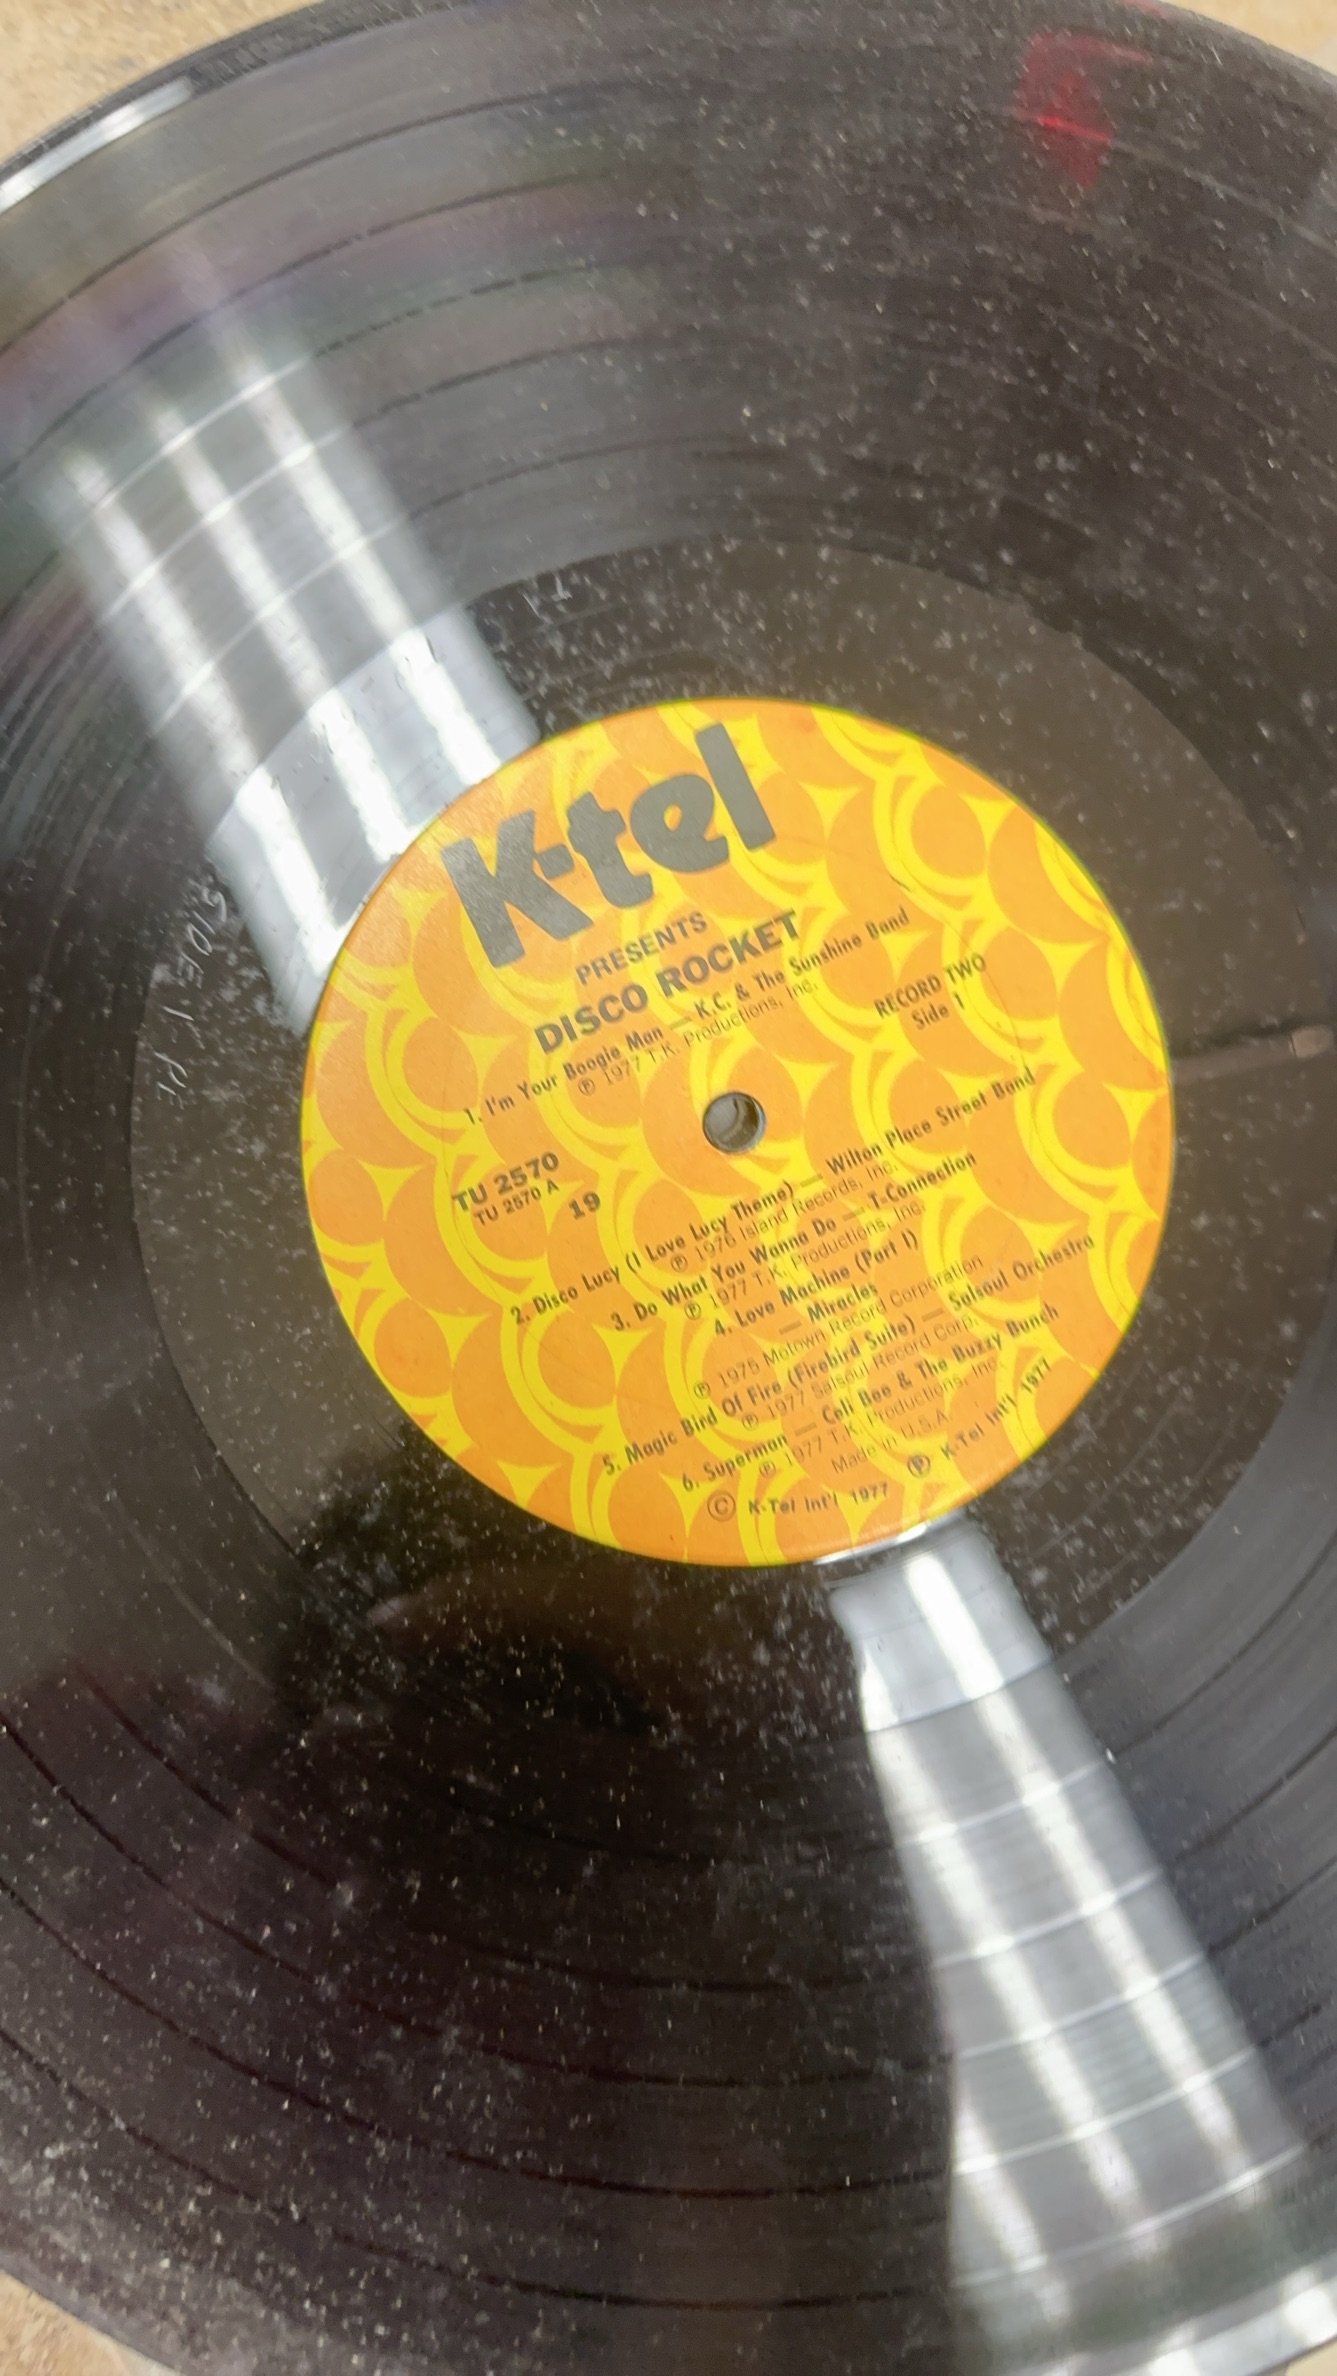 K-tel
PRESENTS
DISCO ROCKET
1. I'm Your Boogie Man — K.C. & The Sunshine Band
℗ 1977 T.K. Productions, Inc.
RECORD TWO
Side 1
TU 2570
TU 2570 A
19
2. Disco Lucy (I Love Lucy Theme) — Wilton Place Street Band
℗ 1976 Island Records, Inc.
3. Do What You Wanna Do — T-Connection
℗ 1977 T.K. Productions, Inc.
4. Love Machine (Part I)
— Miracles
℗ 1975 Motown Record Corporation
5. Magic Bird Of Fire (Firebird Suite) — Salsoul Orchestra
℗ 1977 Salsoul Record Corp.
6. Superman — Celi Bee & The Buzzy Bunch
℗ 1977 T.K. Productions, Inc.
Made in U.S.A.
© K-Tel Int'l 1977 ℗ K-Tel Int'l 1977
SIDE 1